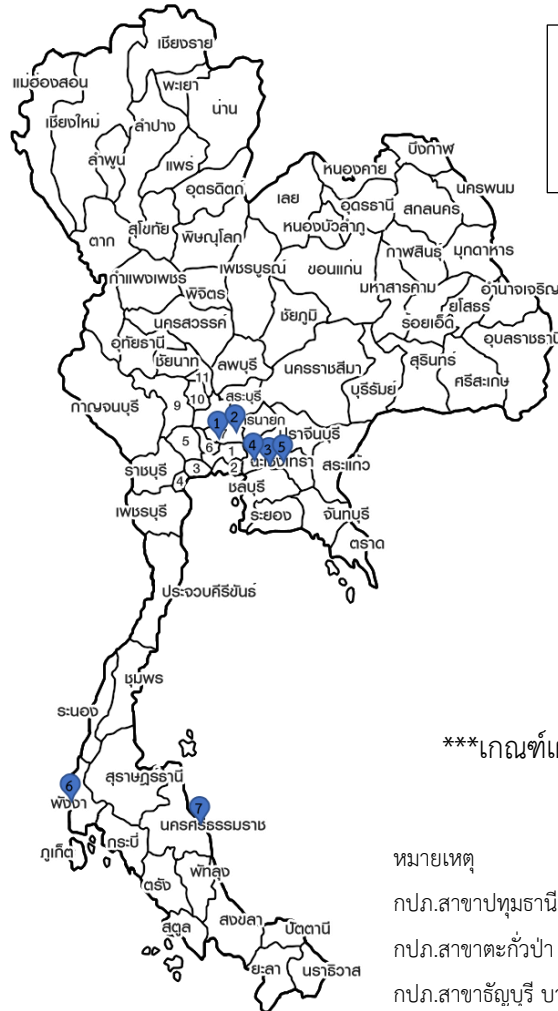 เชียงราย
แม่ฮ่องสอน
พะเยา
เชียงใหม่
น่าน
ลำปาง
ลำพูน
แพร่
อุตรดิตถ์
บึงกาฬ
หนองคาย
เลย
อุดรธานี
นครพนม
สกลนคร
หนองบัวลำภู
ตาก
สุโขทัย
พิษณุโลก
เพชรบูรณ์
ขอนแก่น
กาฬสินธุ์
มุกดาหาร
กำแพงเพชร
พิจิตร
มหาสารคาม
อำนาจเจริญ
ยโสธร
ร้อยเอ็ด
ชัยภูมิ
นครสวรรค์
อุทัยธานี
ชัยนาท
ลพบุรี
นครราชสีมา
บุรีรัมย์
สุรินทร์
ศรีสะเกษ
อุบลราชธานี
11
10
9
สระบุรี
กาญจนบุรี
1
2
ปราจีนบุรี
5
6
1
4
3
5
สระแก้ว
ราชบุรี
3
2
4
ชลบุรี
เพชรบุรี
ระยอง
จันทบุรี
ตราด
ประจวบคีรีขันธ์
ชุมพร
ระนอง
สุราษฎร์ธานี
***เกณฑ์
6
พังงา
7
นครศรีธรรมราช
ภูเก็ต
กระบี่
ตรัง
พัทลุง
หมายเหตุ
สตูล
สงขลา
ปัตตานี
ยะลา
นราธิวาส
กปภ.สาขาปทุมธานี
กปภ.สาขาตะกั่วป่า
กปภ.สาขาธัญบุรี